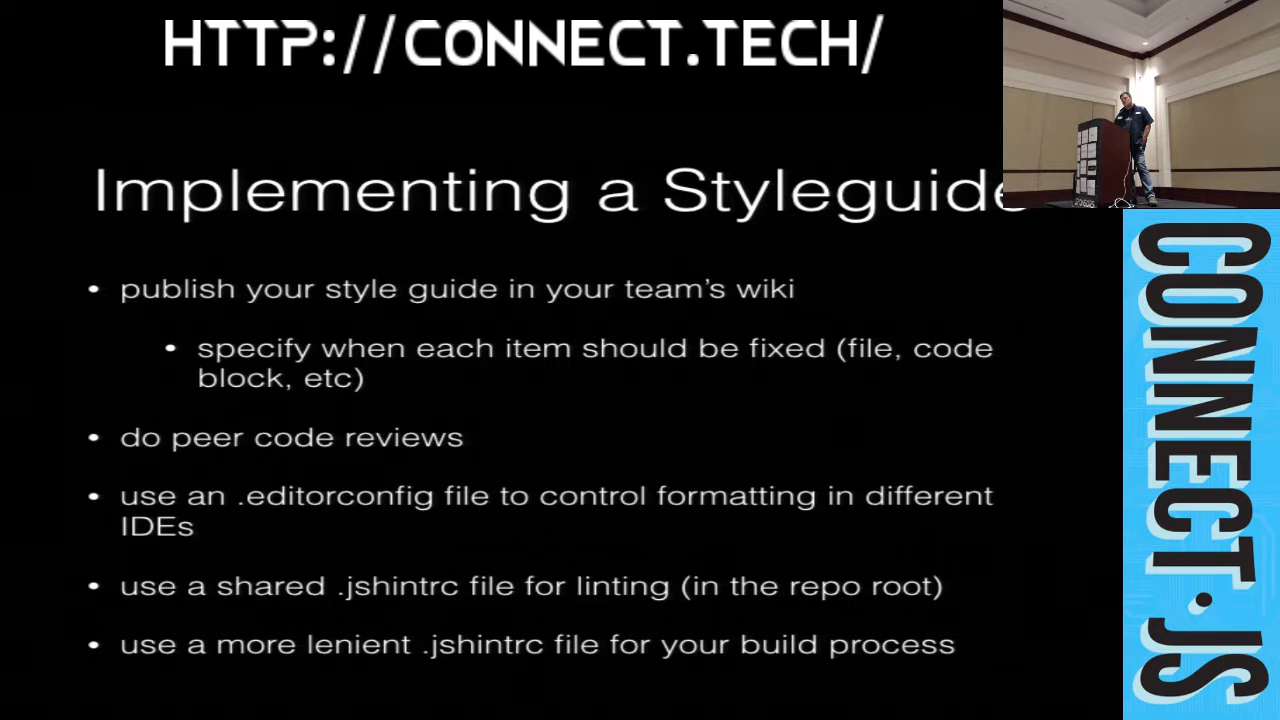 HTTP://CONNECT.TECH/
Implementing a Styleguide
• publish your style guide in your team’s wiki
• specify when each item should be fixed (file, code
block, etc)
• do peer code reviews
• use an .editorconfig file to control formatting in different
IDEs
• use a shared .jshintrc file for linting (in the repo root)
• use a more lenient .jshintrc file for your build process
CONNECT.JS